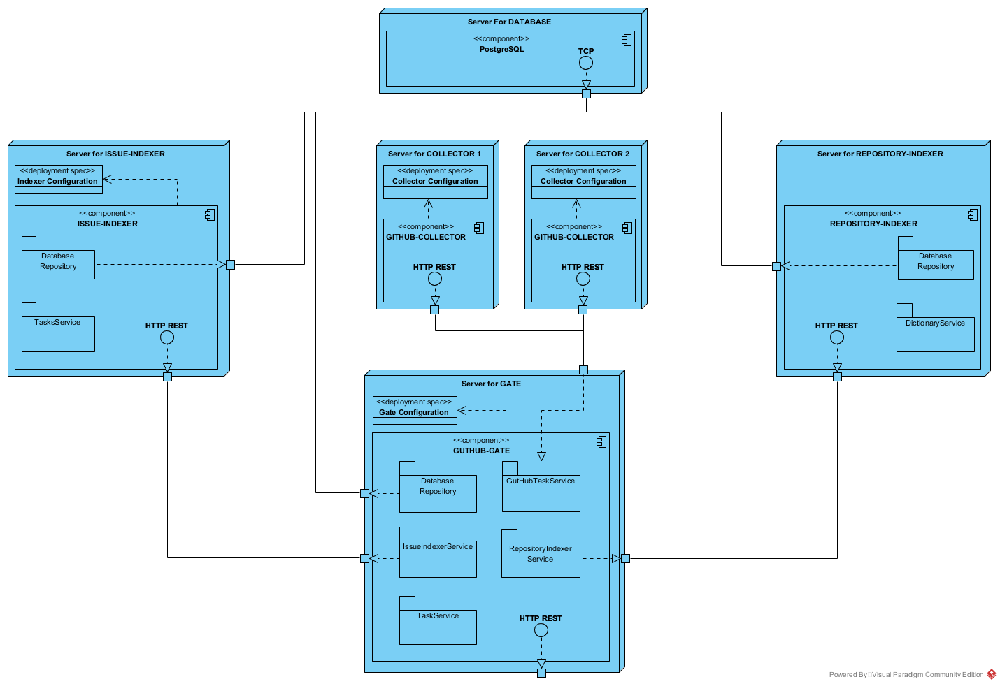 Server For DATABASE
<<component>>
PostgreSQL
TCP
Server for ISSUE-INDEXER
<<deployment spec>>
Indexer Configuration
<<component>>
ISSUE-INDEXER
Database
Repository
TasksService
HTTP REST
Server for COLLECTOR 1
<<deployment spec>>
Collector Configuration
<<component>>
GITHUB-COLLECTOR
HTTP REST
Server for COLLECTOR 2
<<deployment spec>>
Collector Configuration
<<component>>
GITHUB-COLLECTOR
HTTP REST
Server for REPOSITORY-INDEXER
<<component>>
REPOSITORY-INDEXER
Database
Repository
HTTP REST
DictionaryService
Server for GATE
<<deployment spec>>
Gate Configuration
<<component>>
GUTHUB-GATE
Database
Repository
GutHubTaskService
IssueIndexerService
RepositoryIndexer
Service
TaskService
HTTP REST
Powered By Visual Paradigm Community Edition